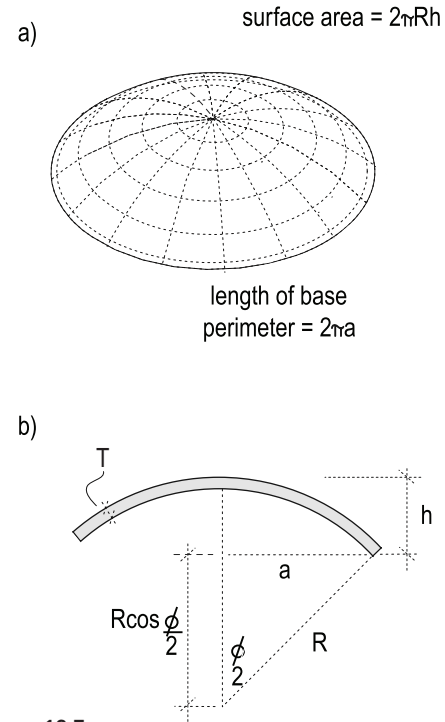 surface area = 2πRh
a)
length of base
perimeter = 2πa
b)
T
h
a
Rcos ϕ/2
ϕ/2
R